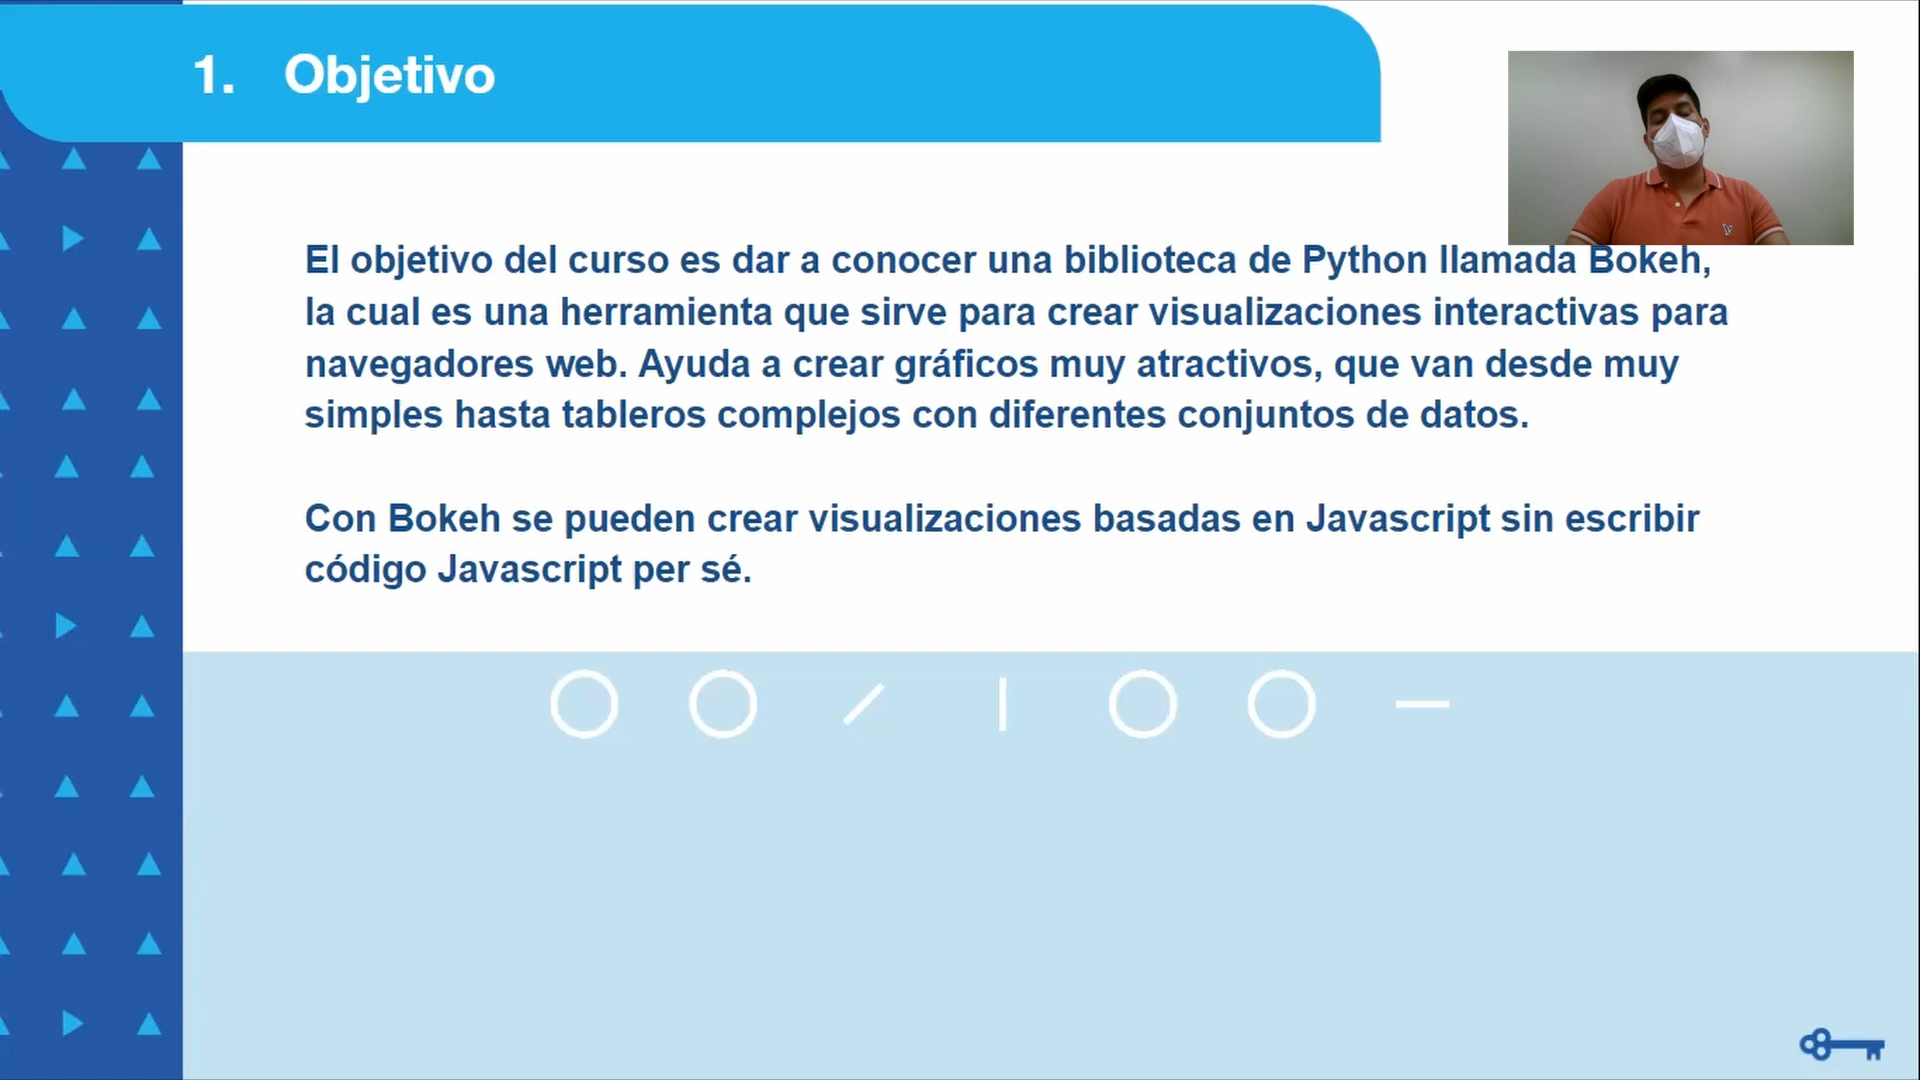 1. Objetivo
El objetivo del curso es dar a conocer una biblioteca de Python llamada Bokeh,
la cual es una herramienta que sirve para crear visualizaciones interactivas para
navegadores web. Ayuda a crear gráficos muy atractivos, que van desde muy
simples hasta tableros complejos con diferentes conjuntos de datos.
Con Bokeh se pueden crear visualizaciones basadas en Javascript sin escribir
código Javascript per sé.